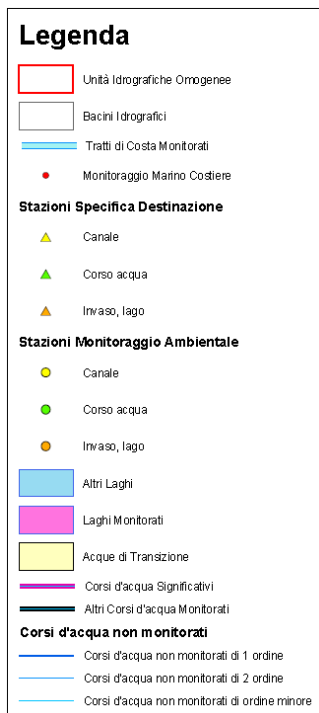 Legenda
Unità Idrografiche Omogenee
Bacini Idrografici
Tratti di Costa Monitorati
Monitoraggio Marino Costiere
Stazioni Specifica Destinazione
Canale
Corso acqua
Invaso, lago
Stazioni Monitoraggio Ambientale
Canale
Corso acqua
Invaso, lago
Altri Laghi
Laghi Monitorati
Acque di Transizione
Corsi d'acqua Significativi
Altri Corsi d'acqua Monitorati
Corsi d'acqua non monitorati
Corsi d'acqua non monitorati di 1 ordine
Corsi d'acqua non monitorati di 2 ordine
Corsi d'acqua non monitorati di ordine minore